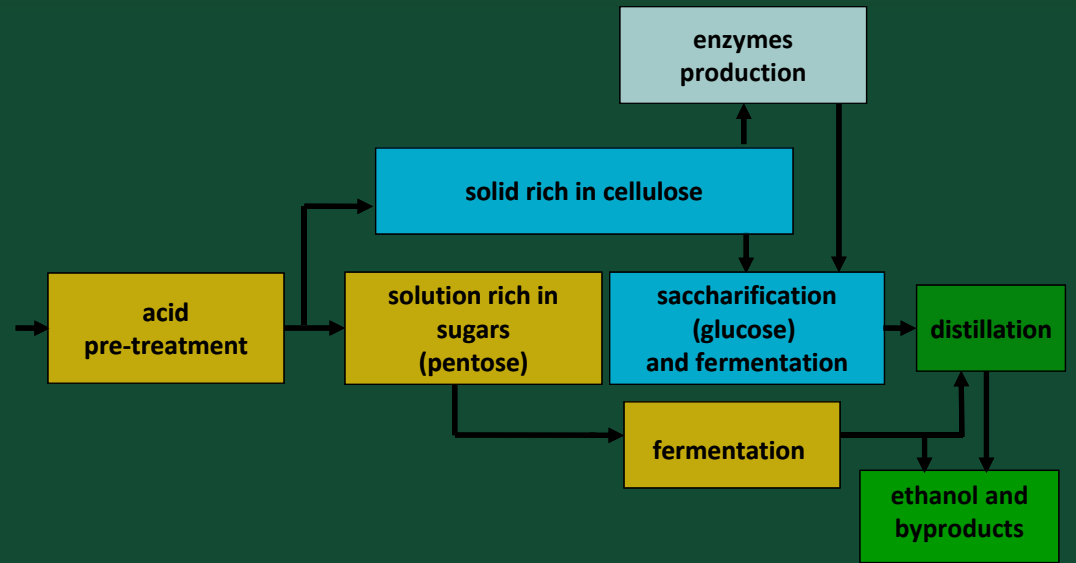 enzymes
production
solid rich in cellulose
acid
pre-treatment
solution rich in
sugars
(pentose)
saccharification
(glucose)
and fermentation
distillation
fermentation
ethanol and
byproducts